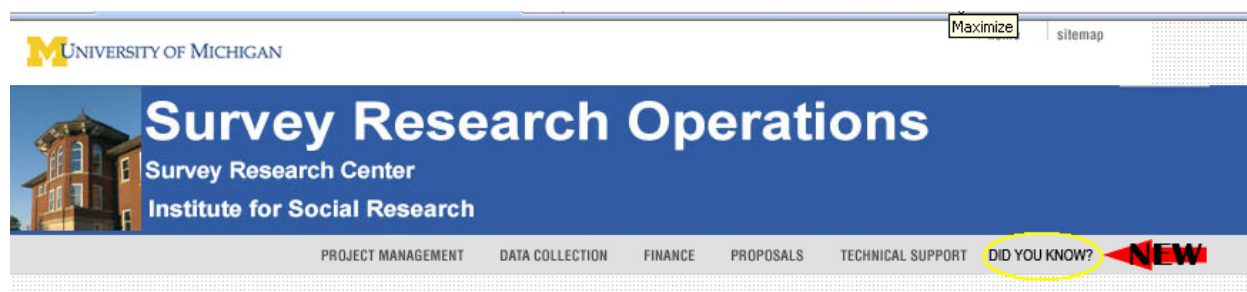 Maximize
sitemap
UNIVERSITY OF MICHIGAN
Survey Research Operations
Survey Research Center
Institute for Social Research
PROJECT MANAGEMENT DATA COLLECTION FINANCE PROPOSALS TECHNICAL SUPPORT DID YOU KNOW? NEW